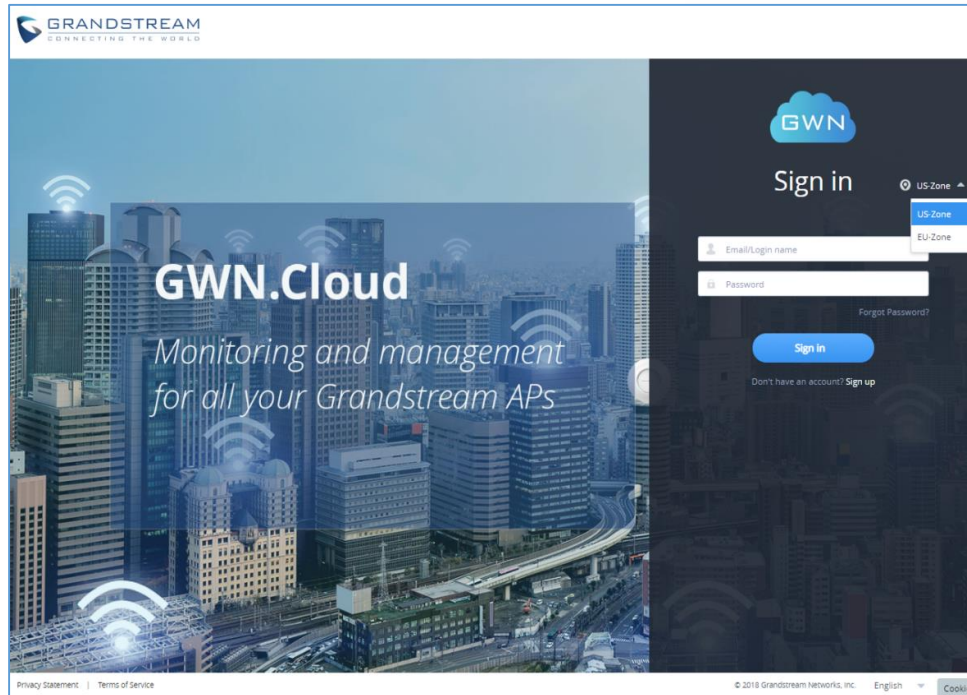 GRANDSTREAM
CONNECTING THE WORLD
GWN
Sign in
US-Zone
US-Zone
EU-Zone
Email/Login name
Password
Forgot Password?
Sign in
Don't have an account? Sign up
GWN.Cloud
Monitoring and management
for all your Grandstream APs
Privacy Statement | Terms of Service
© 2018 Grandstream Networks, Inc.
English